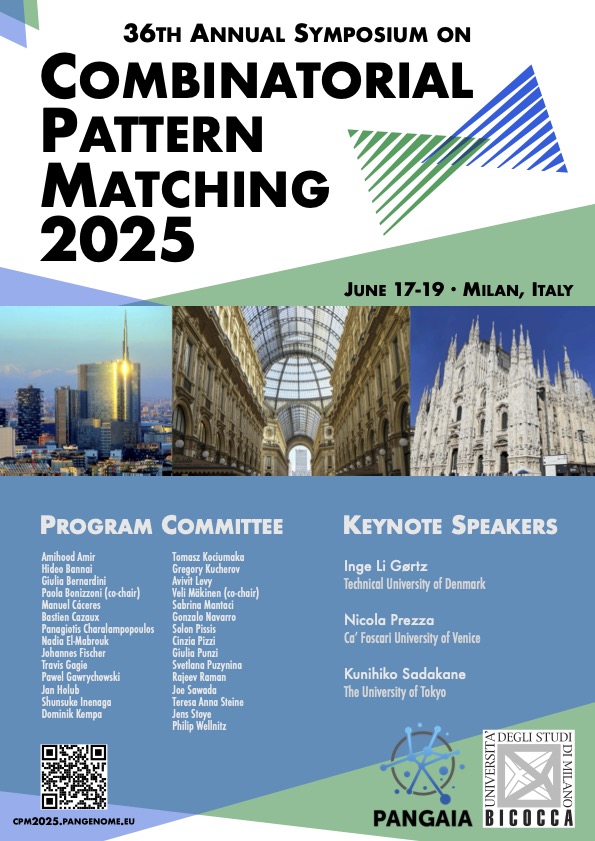 36th Annual Symposium on
Combinatorial
Pattern
Matching
2025
June 17-19 • Milan, Italy
Program Committee
Amihood Amir
Hideo Bannai
Giulia Bernardini
Paola Bonizzoni (co-chair)
Manuel Cáceres
Bastien Cazaux
Panagiotis Charalampopoulos
Nadia El-Mabrouk
Johannes Fischer
Travis Gagie
Pawel Gawrychowski
Jan Holub
Shunsuke Inenaga
Dominik Kempa
Tomasz Kociumaka
Gregory Kucherov
Avivit Levy
Veli Mäkinen (co-chair)
Sabrina Mantaci
Gonzalo Navarro
Solon Pissis
Cinzia Pizzi
Giulia Punzi
Svetlana Puzynina
Rajeev Raman
Joe Sawada
Teresa Anna Steine
Jens Stoye
Philip Wellnitz
Keynote Speakers
Inge Li Gørtz
Technical University of Denmark
Nicola Prezza
Ca' Foscari University of Venice
Kunihiko Sadakane
The University of Tokyo
cpm2025.pangenome.eu
PANGAIA
UNIVERSITA'
DEGLI STUDI
DI MILANO
BICOCCA